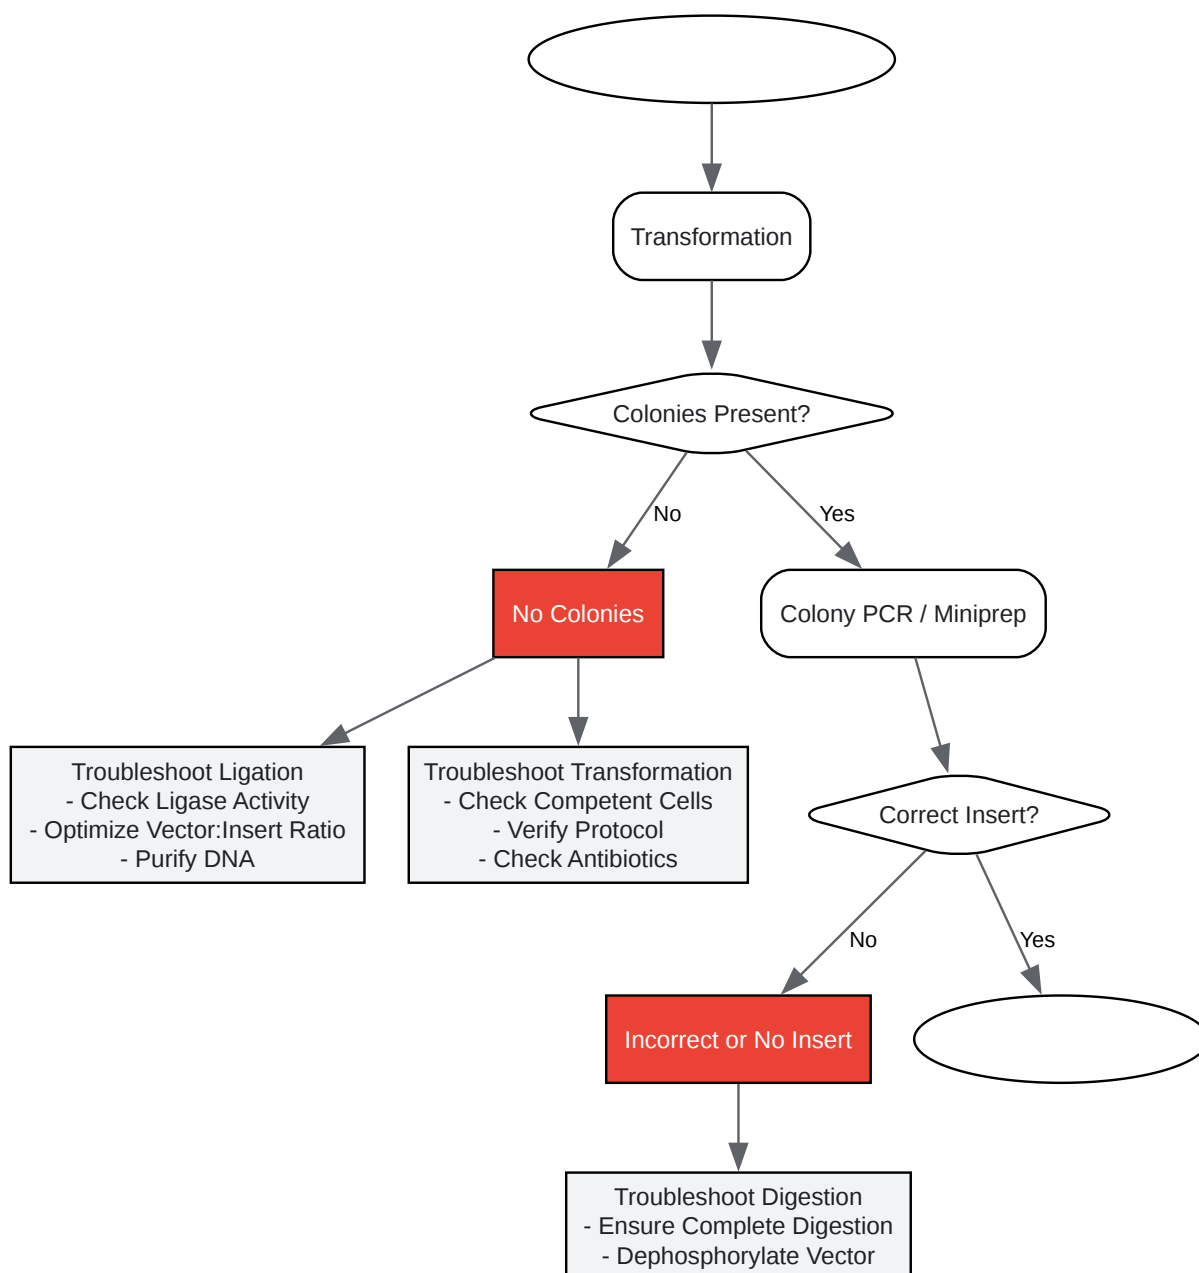 Transformation
Colonies Present?
No
Yes
No Colonies
Colony PCR / Miniprep
Troubleshoot Ligation
- Check Ligase Activity
- Optimize Vector:Insert Ratio
- Purify DNA
Troubleshoot Transformation
- Check Competent Cells
- Verify Protocol
- Check Antibiotics
Correct Insert?
No
Yes
Incorrect or No Insert
Troubleshoot Digestion
- Ensure Complete Digestion
- Dephosphorylate Vector